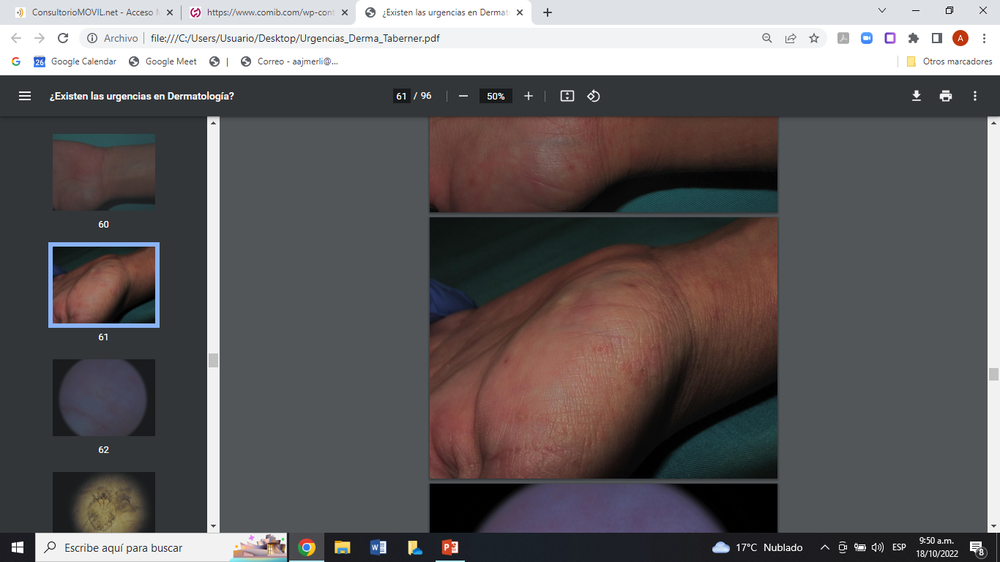 ConsultorioMOVIL.net - Acceso M
https://www.comib.com/wp-cont
¿Existen las urgencias en Dermat
Archivo
file:///C:/Users/Usuario/Desktop/Urgencias_Derma_Taberner.pdf
A
G
26
Google Calendar
Google Meet
|
Correo - aajmerli@...
Otros marcadores
¿Existen las urgencias en Dermatología?
61 / 96
50%
60
61
62
Escribe aquí para buscar
17°C Nublado
ESP
9:50 a.m.
18/10/2022
8